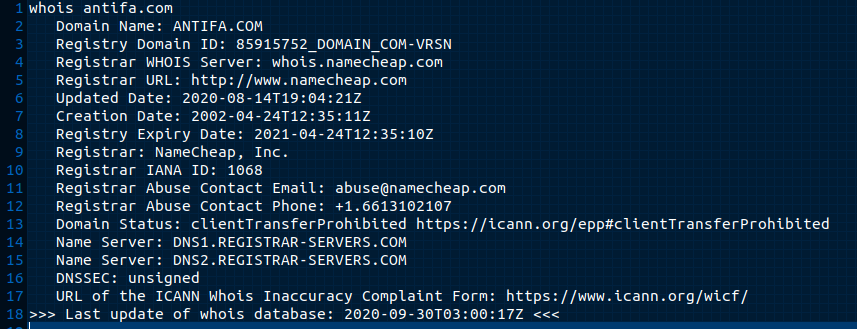 1 whois antifa.com
2 Domain Name: ANTIFA.COM
3 Registry Domain ID: 85915752_DOMAIN_COM-VRSN
4 Registrar WHOIS Server: whois.namecheap.com
5 Registrar URL: http://www.namecheap.com
6 Updated Date: 2020-08-14T19:04:21Z
7 Creation Date: 2002-04-24T12:35:11Z
8 Registry Expiry Date: 2021-04-24T12:35:10Z
9 Registrar: NameCheap, Inc.
10 Registrar IANA ID: 1068
11 Registrar Abuse Contact Email: abuse@namecheap.com
12 Registrar Abuse Contact Phone: +1.6613102107
13 Domain Status: clientTransferProhibited https://icann.org/epp#clientTransferProhibited
14 Name Server: DNS1.REGISTRAR-SERVERS.COM
15 Name Server: DNS2.REGISTRAR-SERVERS.COM
16 DNSSEC: unsigned
17 URL of the ICANN Whois Inaccuracy Complaint Form: https://www.icann.org/wicf/
18 >>> Last update of whois database: 2020-09-30T03:00:17Z <<<